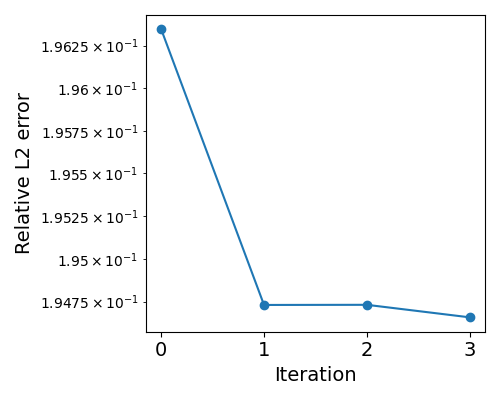 1.9625 × 10⁻¹
1.96 × 10⁻¹
1.9575 × 10⁻¹
1.955 × 10⁻¹
1.9525 × 10⁻¹
1.95 × 10⁻¹
1.9475 × 10⁻¹
Relative L2 error
0 1 2 3
Iteration